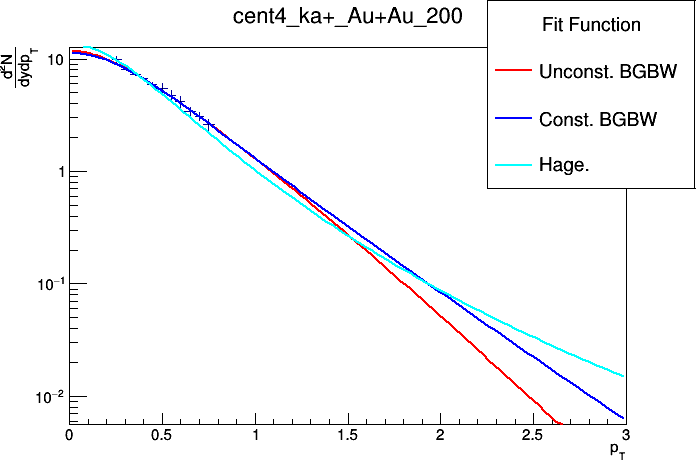 cent4_ka+_Au+Au_200
Fit Function
Unconst. BGBW
Const. BGBW
Hage.
d²N
dydp_T
10
1
10⁻¹
10⁻²
0 0.5 1 1.5 2 2.5 3
p_T